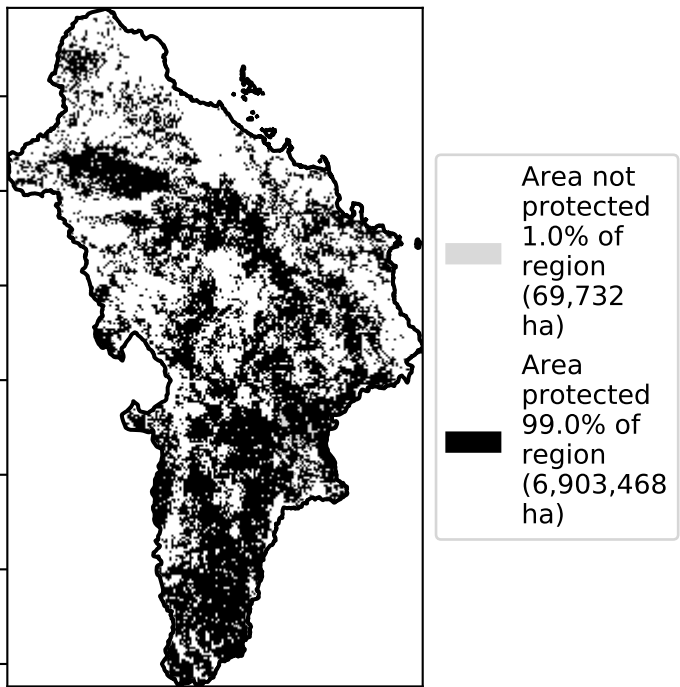 Area not
protected
1.0% of
region
(69,732
ha)
Area
protected
99.0% of
region
(6,903,468
ha)